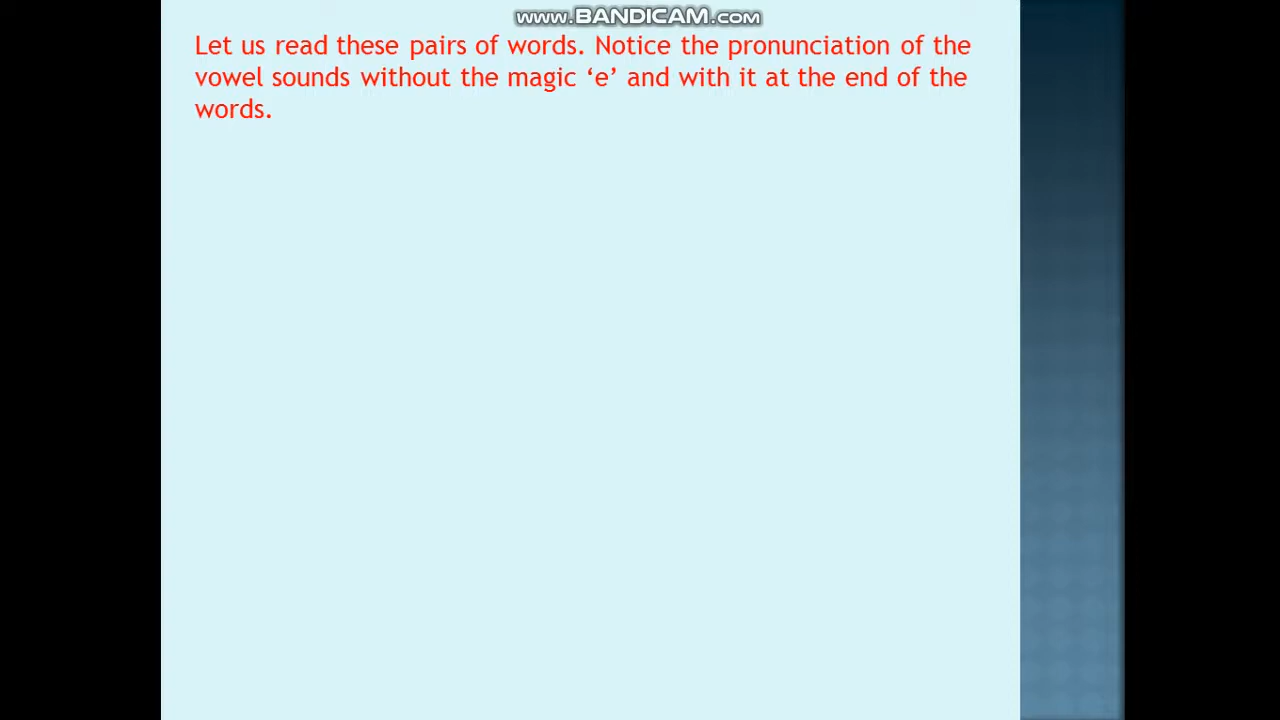 www.BANDICAM.com
Let us read these pairs of words. Notice the pronunciation of the
vowel sounds without the magic ‘e’ and with it at the end of the
words.